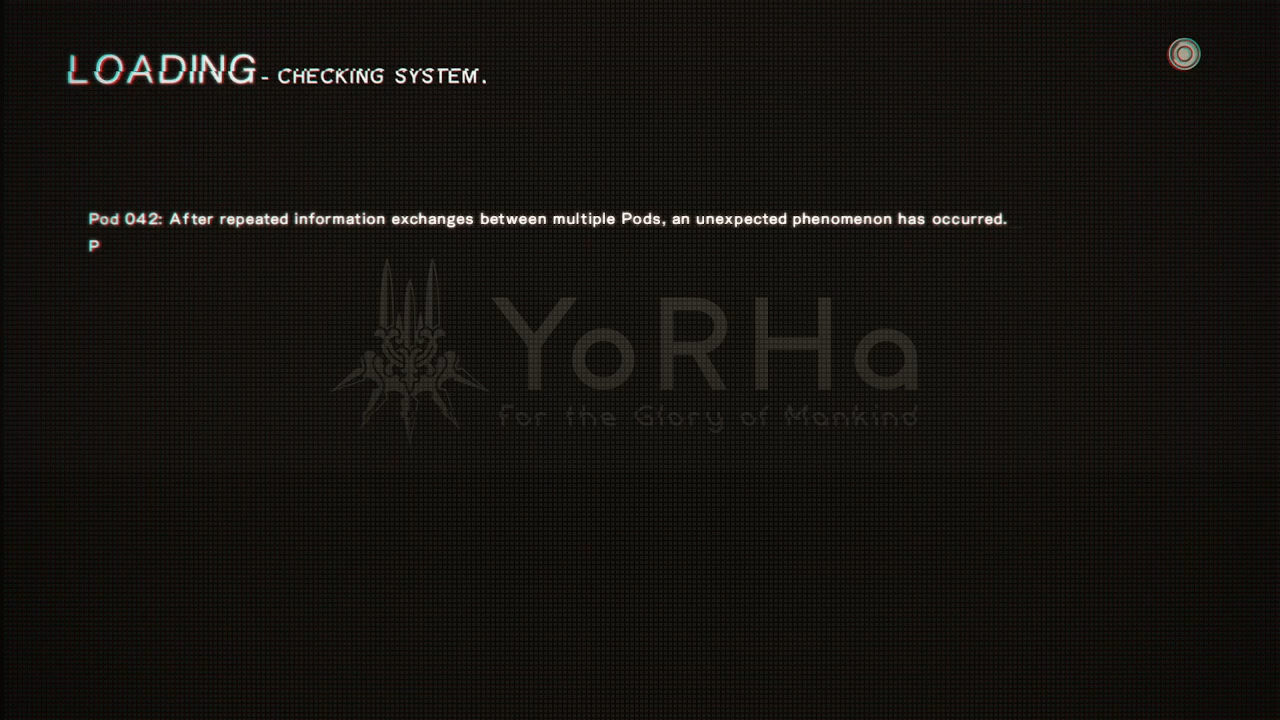 LOADING - CHECKING SYSTEM.
Pod 042: After repeated information exchanges between multiple Pods, an unexpected phenomenon has occurred.
P
YoRHa
For the Glory of Mankind